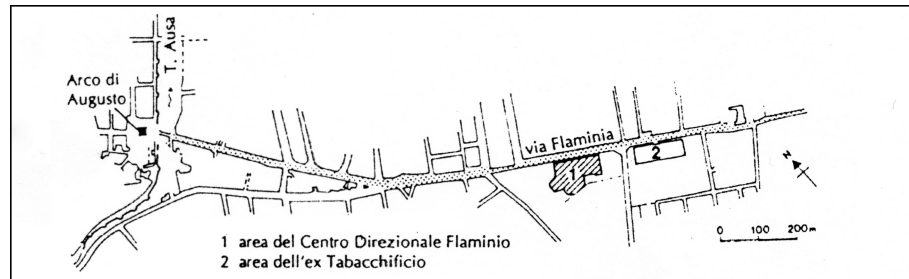 Arco di
Augusto
T. Ausa
via Flaminia
1
2
N
0 100 200m
1 area del Centro Direzionale Flaminio
2 area dell'ex Tabacchificio